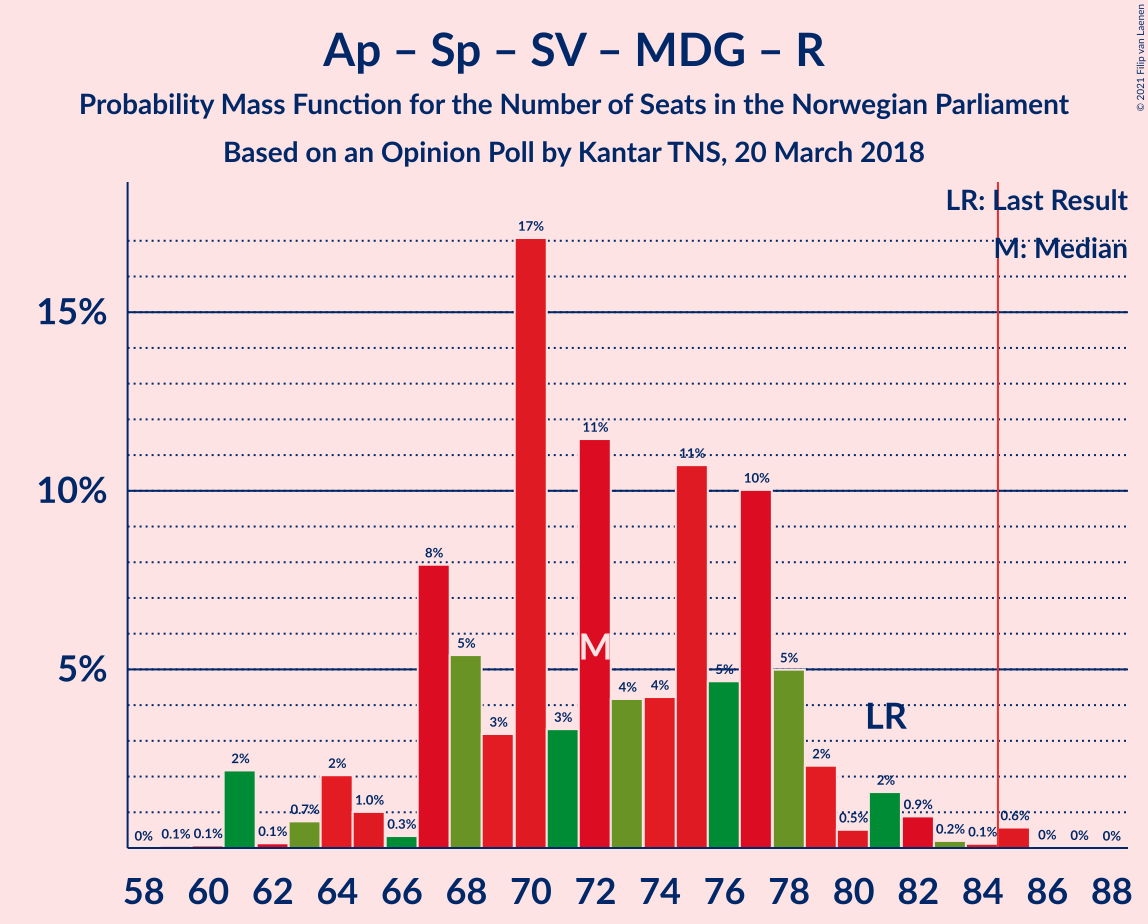 Ap – Sp – SV – MDG – R
Probability Mass Function for the Number of Seats in the Norwegian Parliament
Based on an Opinion Poll by Kantar TNS, 20 March 2018
© 2021 Filip van Laenen
LR: Last Result
M: Median
15%
10%
5%
0% 0.1% 0.1% 2% 0.1% 0.7% 2% 1.0% 0.3% 8% 5% 3% 17% 3% 11% 4% 4% 11% 5% 10% 5% 2% 0.5% 2% 0.9% 0.2% 0.1% 0.6% 0% 0% 0%
M
LR
58 60 62 64 66 68 70 72 74 76 78 80 82 84 86 88